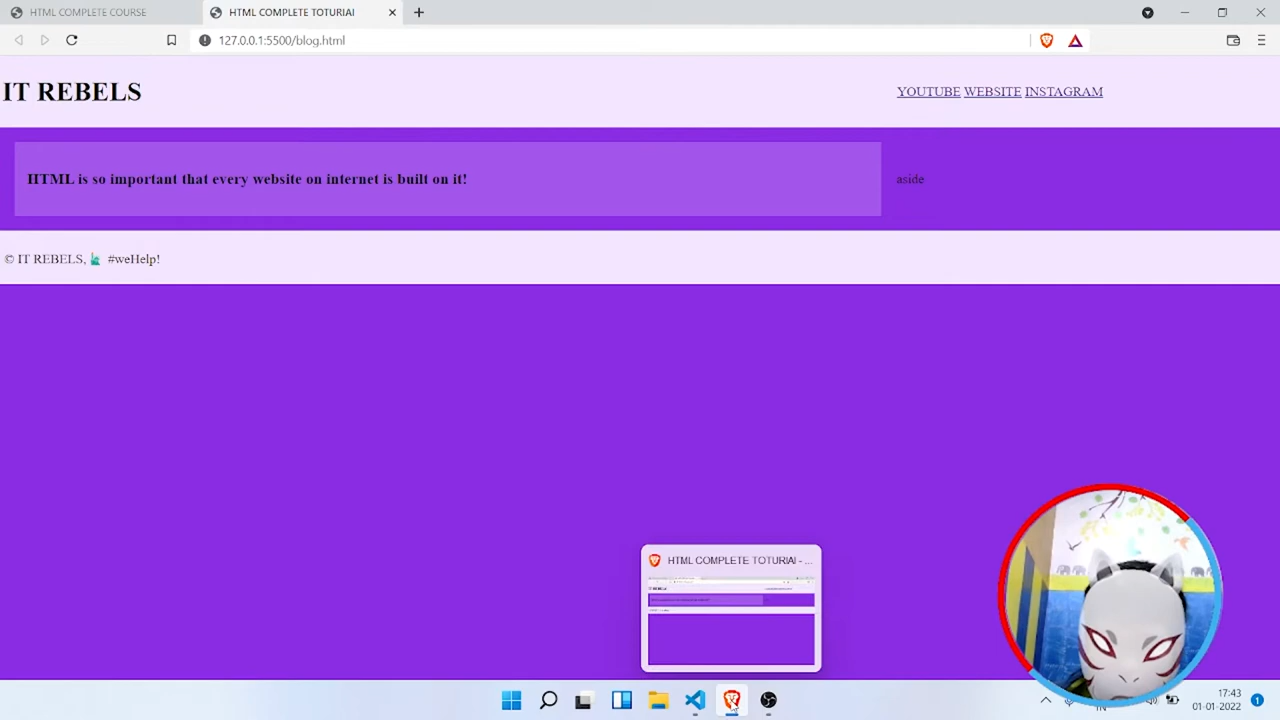 HTML COMPLETE COURSE
HTML COMPLETE TOTURIAl
127.0.0.1:5500/blog.html
IT REBELS
YOUTUBE WEBSITE INSTAGRAM
HTML is so important that every website on internet is built on it!
aside
© IT REBELS, #weHelp!
HTML COMPLETE TOTURIAl - ...
IN
17:43
01-01-2022
1